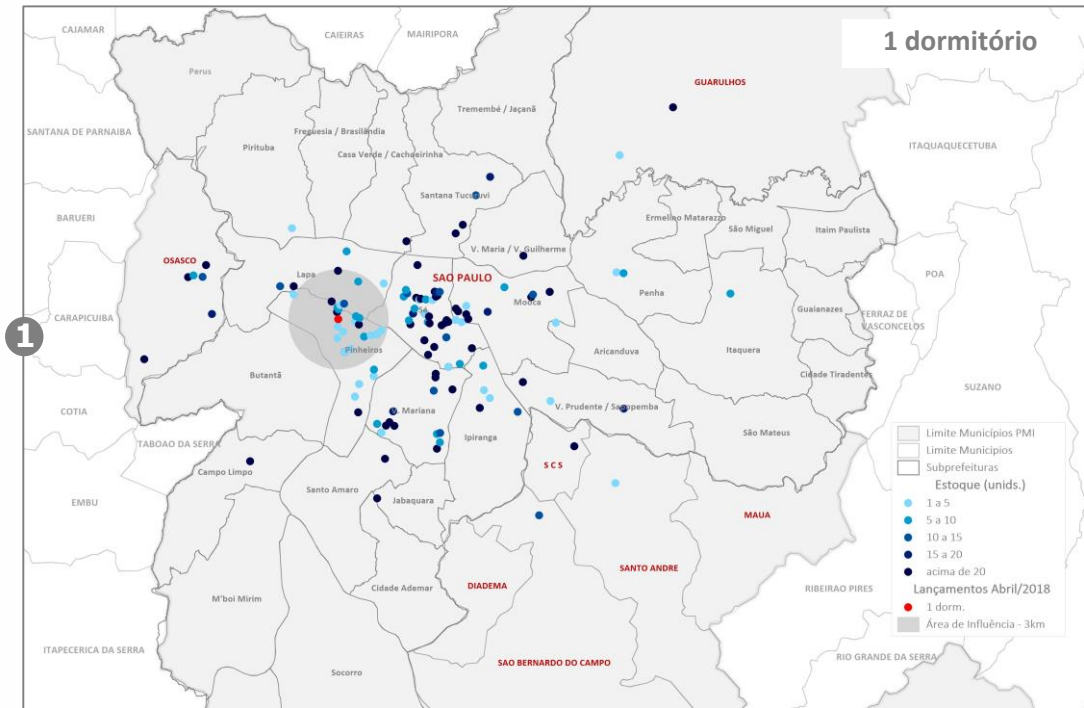 1 dormitório
CAJAMAR
CAIEIRAS
MAIRIPORA
Perus
GUARULHOS
Tremembé / Jaçanã
SANTANA DE PARNAIBA
Freguesia / Brasilândia
Pirituba
Casa Verde / Cachoeirinha
ITAQUAQUECETUBA
Santana Tucuruvi
Ermelino Matarazzo
São Miguel
Itaim Paulista
BARUERI
V. Maria / V. Guilherme
OSASCO
Lapa
SAO PAULO
POA
Penha
Mooca
Sé
Guaianazes
FERRAZ DE
VASCONCELOS
CARAPICUIBA
1
Pinheiros
Aricanduva
Itaquera
Butantã
Cidade Tiradentes
SUZANO
COTIA
V. Mariana
V. Prudente / Sapopemba
TABOAO DA SERRA
Ipiranga
São Mateus
Campo Limpo
S C S
Santo Amaro
EMBU
Jabaquara
MAUA
SANTO ANDRE
DIADEMA
Cidade Ademar
M'boi Mirim
RIBEIRAO PIRES
ITAPECERICA DA SERRA
SAO BERNARDO DO CAMPO
RIO GRANDE DA SERRA
Socorro
Limite Municípios PMI
Limite Municípios
Subprefeituras
Estoque (unids.)
1 a 5
5 a 10
10 a 15
15 a 20
acima de 20
Lançamentos Abril/2018
1 dorm.
Área de Influência - 3km